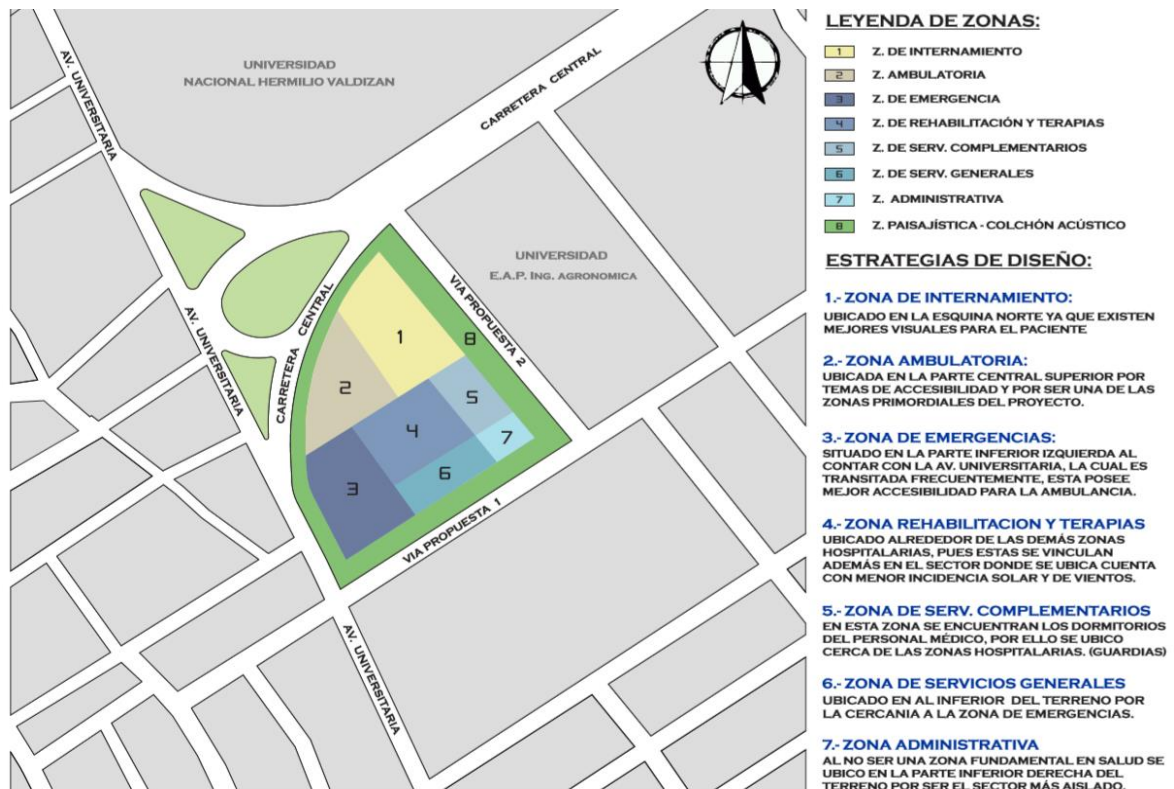 UNIVERSIDAD
NACIONAL HERMILIO VALDIZAN
AV. UNIVERSITARIA
CARRETERA CENTRAL
UNIVERSIDAD
E.A.P. ING. AGRONOMICA
CARRETERA CENTRAL
VIA PROPUESTA 2
AV. UNIVERSITARIA
1
8
2
5
4
7
6
3
VIA PROPUESTA 1
AV. UNIVERSITARIA
LEYENDA DE ZONAS:
1 Z. DE INTERNAMIENTO
2 Z. AMBULATORIA
3 Z. DE EMERGENCIA
4 Z. DE REHABILITACIÓN Y TERAPIAS
5 Z. DE SERV. COMPLEMENTARIOS
6 Z. DE SERV. GENERALES
7 Z. ADMINISTRATIVA
8 Z. PAISAJÍSTICA - COLCHÓN ACÚSTICO
ESTRATEGIAS DE DISEÑO:
1.- ZONA DE INTERNAMIENTO:
UBICADO EN LA ESQUINA NORTE YA QUE EXISTEN
MEJORES VISUALES PARA EL PACIENTE
2.- ZONA AMBULATORIA:
UBICADA EN LA PARTE CENTRAL SUPERIOR POR
TEMAS DE ACCESIBILIDAD Y POR SER UNA DE LAS
ZONAS PRIMORDIALES DEL PROYECTO.
3.- ZONA DE EMERGENCIAS:
SITUADO EN LA PARTE INFERIOR IZQUIERDA AL
CONTAR CON LA AV. UNIVERSITARIA, LA CUAL ES
TRANSITADA FRECUENTEMENTE, ESTA POSEE
MEJOR ACCESIBILIDAD PARA LA AMBULANCIA.
4.- ZONA REHABILITACION Y TERAPIAS
UBICADO ALREDEDOR DE LAS DEMÁS ZONAS
HOSPITALARIAS, PUES ESTAS SE VINCULAN
ADEMÁS EN EL SECTOR DONDE SE UBICA CUENTA
CON MENOR INCIDENCIA SOLAR Y DE VIENTOS.
5.- ZONA DE SERV. COMPLEMENTARIOS
EN ESTA ZONA SE ENCUENTRAN LOS DORMITORIOS
DEL PERSONAL MÉDICO, POR ELLO SE UBICO
CERCA DE LAS ZONAS HOSPITALARIAS. (GUARDIAS)
6.- ZONA DE SERVICIOS GENERALES
UBICADO EN AL INFERIOR DEL TERRENO POR
LA CERCANIA A LA ZONA DE EMERGENCIAS.
7.- ZONA ADMINISTRATIVA
AL NO SER UNA ZONA FUNDAMENTAL EN SALUD SE
UBICO EN LA PARTE INFERIOR DERECHA DEL
TERRENO POR SER EL SECTOR MÁS AISLADO.